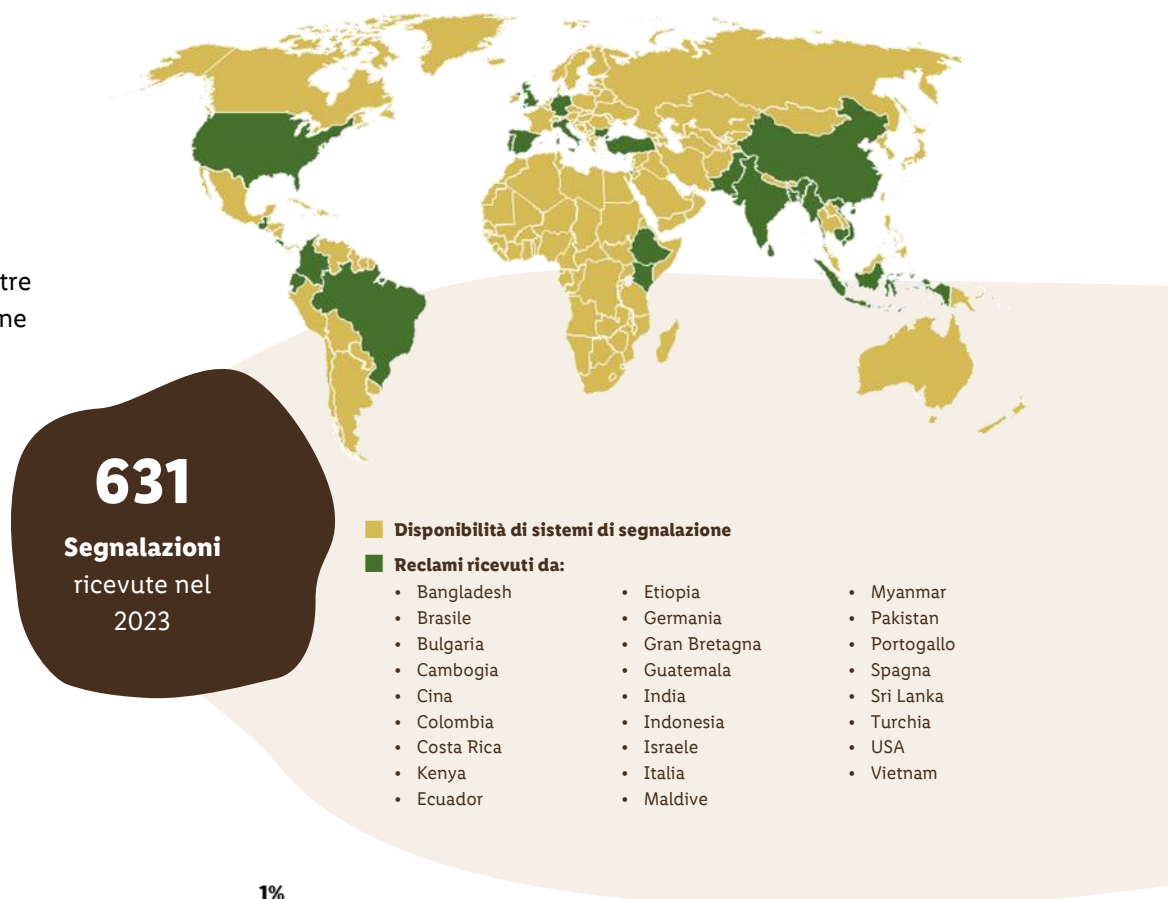 tre
ne
631
Segnalazioni
ricevute nel
2023
Disponibilità di sistemi di segnalazione
Reclami ricevuti da:
• Bangladesh
• Brasile
• Bulgaria
• Cambogia
• Cina
• Colombia
• Costa Rica
• Kenya
• Ecuador
• Etiopia
• Germania
• Gran Bretagna
• Guatemala
• India
• Indonesia
• Israele
• Italia
• Maldive
• Myanmar
• Pakistan
• Portogallo
• Spagna
• Sri Lanka
• Turchia
• USA
• Vietnam
1%